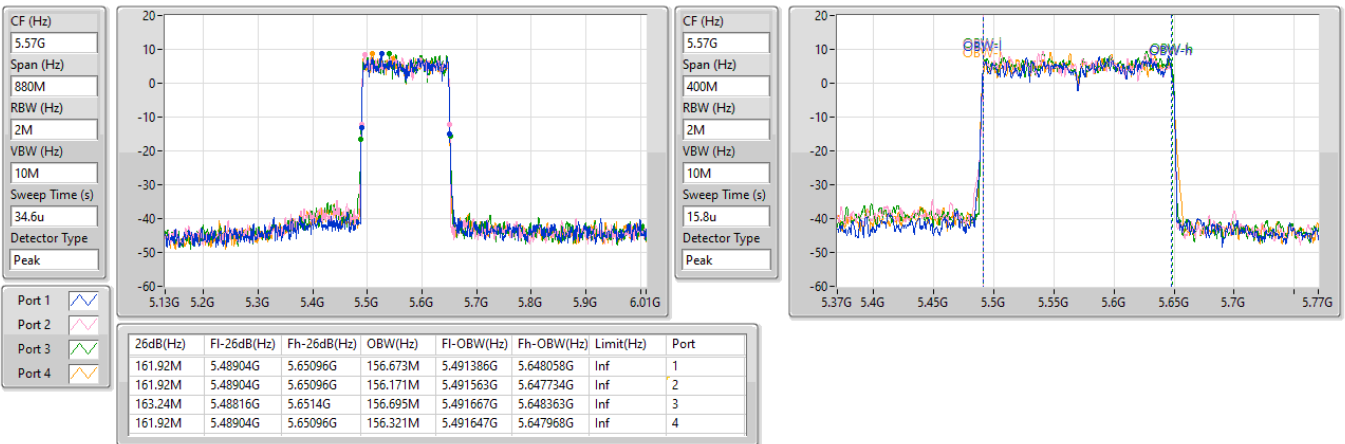 CF (Hz)
5.57G
Span (Hz)
880M
RBW (Hz)
2M
VBW (Hz)
10M
Sweep Time (s)
34.6u
Detector Type
Peak
20
10
0
-10
-20
-30
-40
-50
-60
5.13G 5.2G 5.3G 5.4G 5.5G 5.6G 5.7G 5.8G 5.9G 6.01G
CF (Hz)
5.57G
Span (Hz)
400M
RBW (Hz)
2M
VBW (Hz)
10M
Sweep Time (s)
15.8u
Detector Type
Peak
20
10
0
-10
-20
-30
-40
-50
-60
OBW-l
OBW-h
5.37G 5.4G 5.45G 5.5G 5.55G 5.6G 5.65G 5.7G 5.77G
Port 1
Port 2
Port 3
Port 4
26dB(Hz) Fl-26dB(Hz) Fh-26dB(Hz) OBW(Hz) Fl-OBW(Hz) Fh-OBW(Hz) Limit(Hz) Port
161.92M 5.48904G 5.65096G 156.673M 5.491386G 5.648058G Inf 1
161.92M 5.48904G 5.65096G 156.171M 5.491563G 5.647734G Inf 2
163.24M 5.48816G 5.6514G 156.695M 5.491667G 5.648363G Inf 3
161.92M 5.48904G 5.65096G 156.321M 5.491647G 5.647968G Inf 4